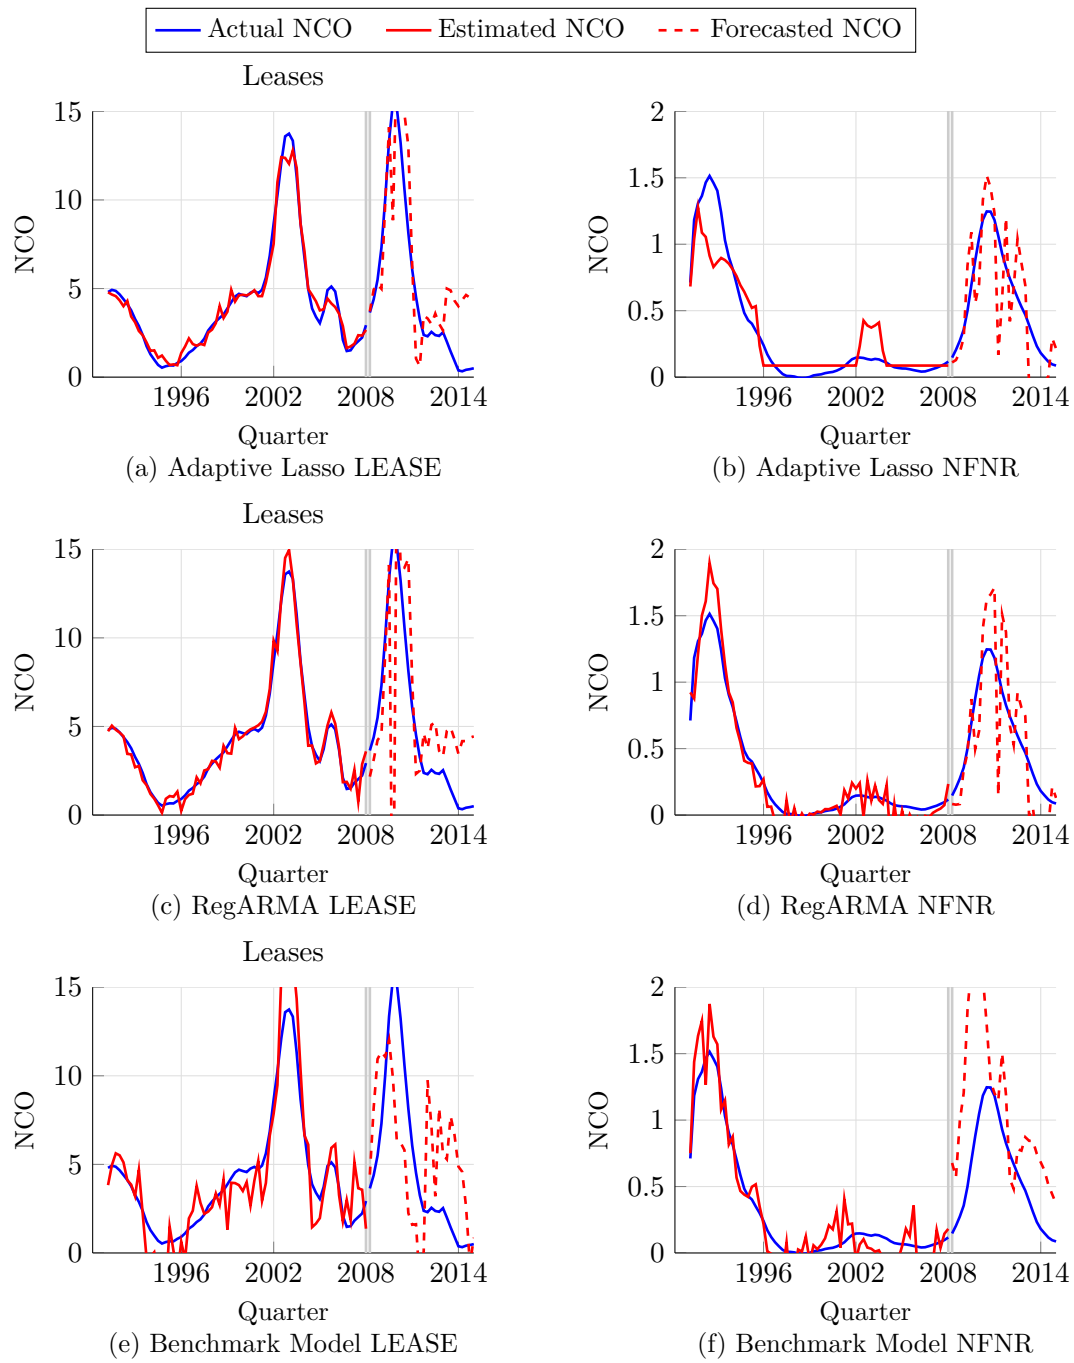 Actual NCO Estimated NCO Forecasted NCO
Leases
15
10
5
0
NCO
1996 2002 2008 2014
Quarter
(a) Adaptive Lasso LEASE
2
1.5
1
0.5
0
NCO
1996 2002 2008 2014
Quarter
(b) Adaptive Lasso NFNR
Leases
15
10
5
0
NCO
1996 2002 2008 2014
Quarter
(c) RegARMA LEASE
2
1.5
1
0.5
0
NCO
1996 2002 2008 2014
Quarter
(d) RegARMA NFNR
Leases
15
10
5
0
NCO
1996 2002 2008 2014
Quarter
(e) Benchmark Model LEASE
2
1.5
1
0.5
0
NCO
1996 2002 2008 2014
Quarter
(f) Benchmark Model NFNR